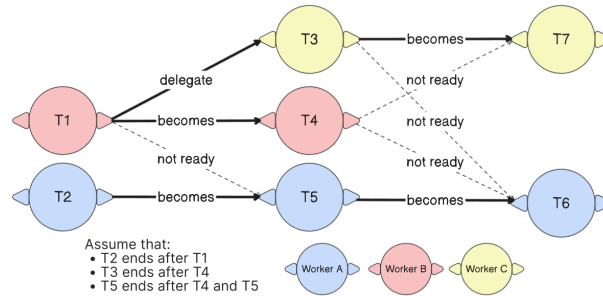 T3
becomes
T7
delegate
not ready
T1
becomes
T4
not ready
not ready
not ready
T2
becomes
T5
becomes
T6
Assume that:
• T2 ends after T1
• T3 ends after T4
• T5 ends after T4 and T5
Worker A
Worker B
Worker C